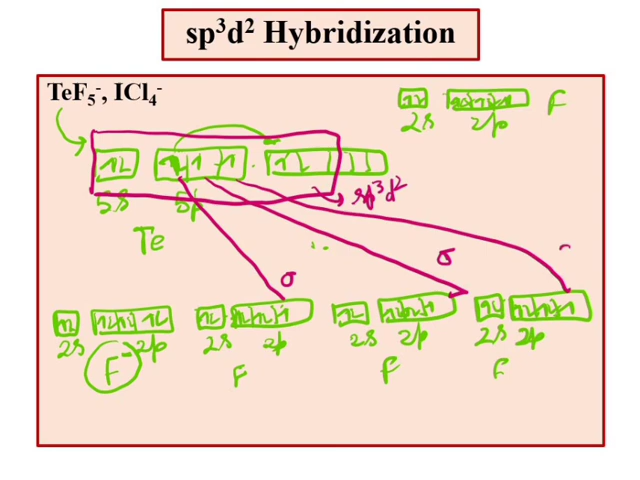 sp³d² Hybridization
TeF₅⁻, ICl₄⁻
2s 2p F
5s 5p sp³d²
Te
σ σ
2s 2p 2s 2p 2s 2p 2s 2p
F⁻ F F F